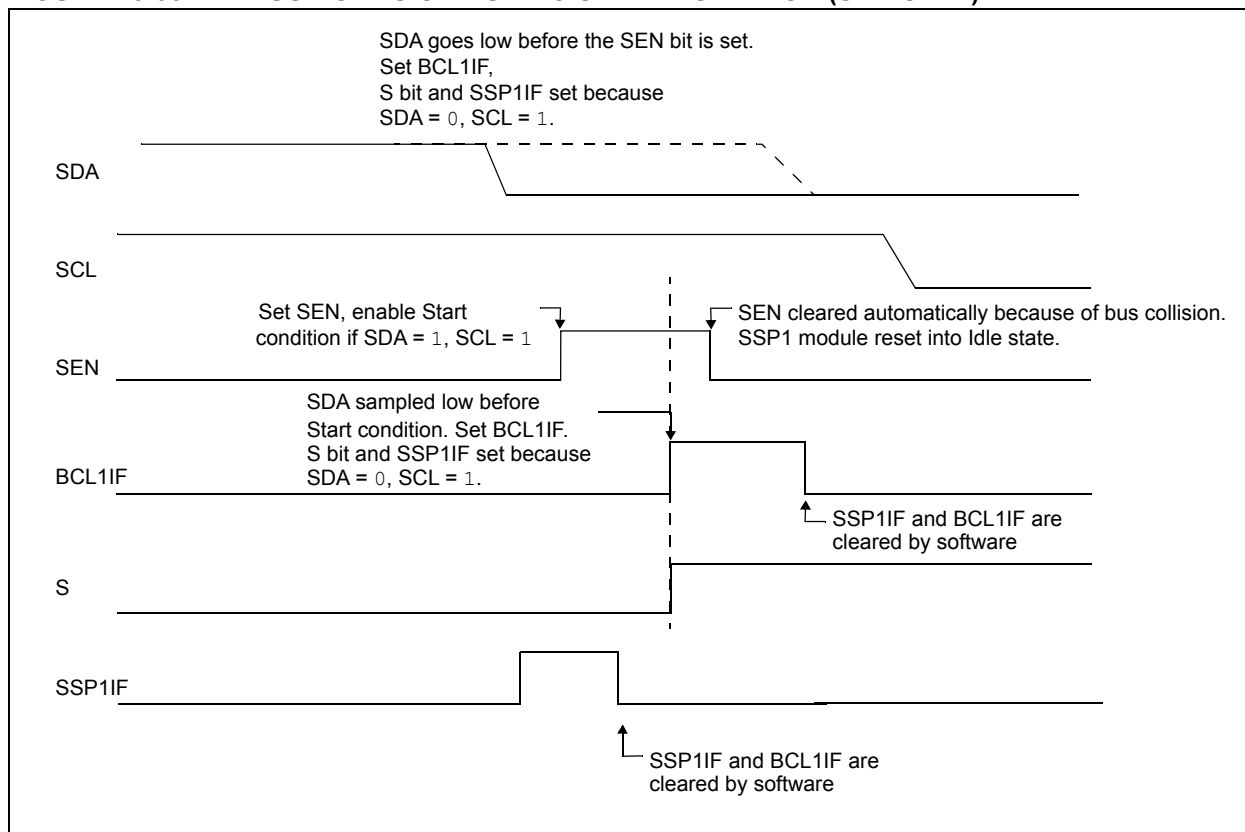 SDA goes low before the SEN bit is set.
Set BCL1IF,
S bit and SSP1IF set because
SDA = 0, SCL = 1.
SDA
SCL
Set SEN, enable Start
condition if SDA = 1, SCL = 1
SEN cleared automatically because of bus collision.
SSP1 module reset into Idle state.
SEN
SDA sampled low before
Start condition. Set BCL1IF.
S bit and SSP1IF set because
SDA = 0, SCL = 1.
BCL1IF
SSP1IF and BCL1IF are
cleared by software
S
SSP1IF
SSP1IF and BCL1IF are
cleared by software